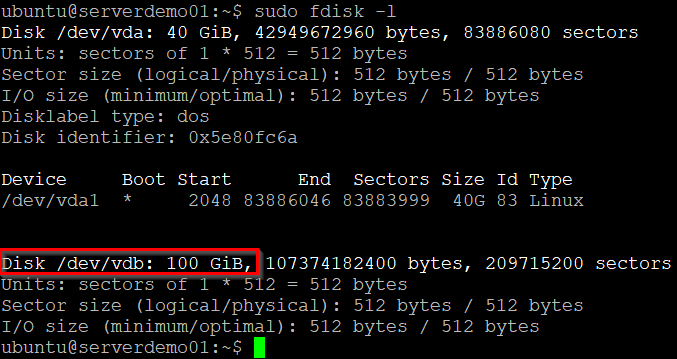 ubuntu@serverdemo01:~$ sudo fdisk -l
Disk /dev/vda: 40 GiB, 42949672960 bytes, 83886080 sectors
Units: sectors of 1 * 512 = 512 bytes
Sector size (logical/physical): 512 bytes / 512 bytes
I/O size (minimum/optimal): 512 bytes / 512 bytes
Disklabel type: dos
Disk identifier: 0x5e80fc6a
Device     Boot Start      End  Sectors Size Id Type
/dev/vda1  *     2048 83886046 83883999  40G 83 Linux
Disk /dev/vdb: 100 GiB, 107374182400 bytes, 209715200 sectors
Units: sectors of 1 * 512 = 512 bytes
Sector size (logical/physical): 512 bytes / 512 bytes
I/O size (minimum/optimal): 512 bytes / 512 bytes
ubuntu@serverdemo01:~$